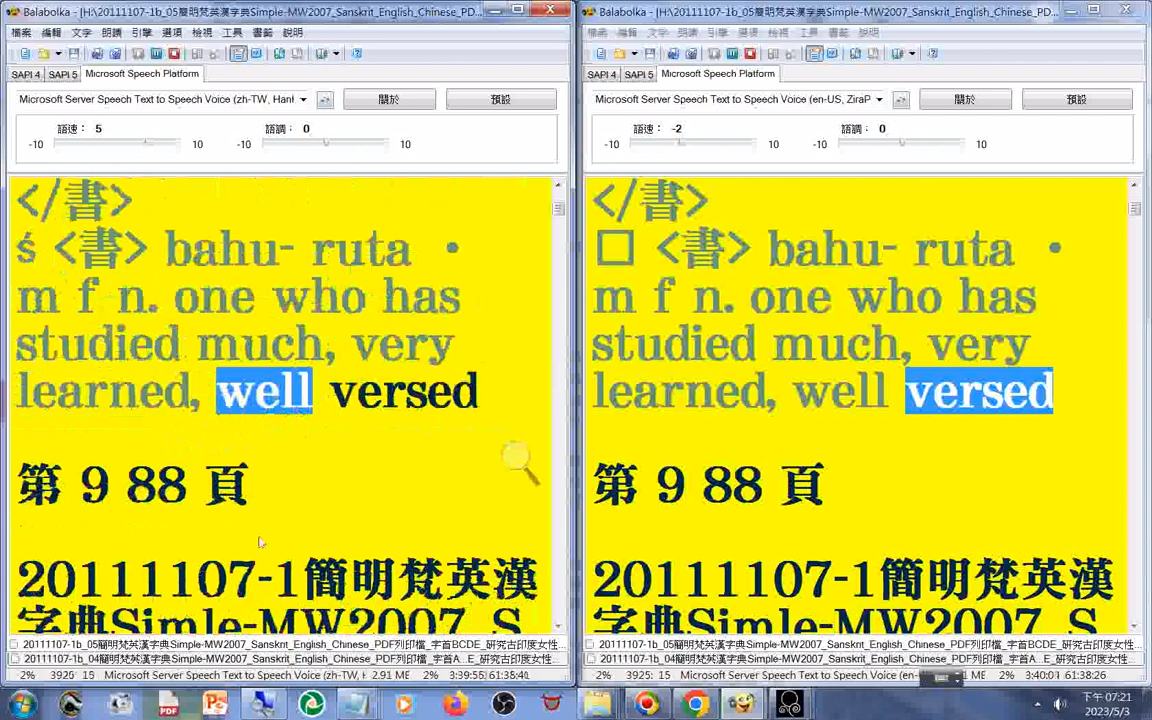 Balabolka - [H:\20111107-1b_05簡明梵英漢字典Simple-MW2007_Sanskrit_English_Chinese_PD...
檔案 編輯 文字 朗讀 引擎 選項 檢視 工具 書籤 說明
SAPI 4 SAPI 5 Microsoft Speech Platform
Microsoft Server Speech Text to Speech Voice (zh-TW, Hanl
關於
預設
語速： 5
語調： 0
-10 10 -10 10
</書>
ś <書> bahu- ruta •
m f n. one who has
studied much, very
learned, well versed
第 9 88 頁
20111107-1簡明梵英漢
字典Simle-MW2007_S
20111107-1b_05簡明梵英漢字典Simple-MW2007_Sanskrit_English_Chinese_PDF列印檔_字首BCDE_研究古印度女性...
20111107-1b_04簡明梵英漢字典Simple-MW2007_Sanskrit_English_Chinese_PDF列印檔_字首A...E_研究古印度女性...
2% 3925: 15 Microsoft Server Speech Text to Speech Voice (zh-TW, H 2.91 ME 2% 3:39:55 61:38:40
Balabolka - [H:\20111107-1b_05簡明梵英漢字典Simple-MW2007_Sanskrit_English_Chinese_PD...
檔案 編輯 文字 朗讀 引擎 選項 檢視 工具 書籤 說明
SAPI 4 SAPI 5 Microsoft Speech Platform
Microsoft Server Speech Text to Speech Voice (en-US, ZiraP
關於
預設
語速： -2
語調： 0
-10 10 -10 10
</書>
□ <書> bahu- ruta •
m f n. one who has
studied much, very
learned, well versed
第 9 88 頁
20111107-1簡明梵英漢
字典Simle-MW2007_S
20111107-1b_05簡明梵英漢字典Simple-MW2007_Sanskrit_English_Chinese_PDF列印檔_字首BCDE_研究古印度女性...
20111107-1b_04簡明梵英漢字典Simple-MW2007_Sanskrit_English_Chinese_PDF列印檔_字首A...E_研究古印度女性...
2% 3925: 15 Microsoft Server Speech Text to Speech Voice (en-US, 2% 3:40:01 61:38:26
下午 07:21
2023/5/3